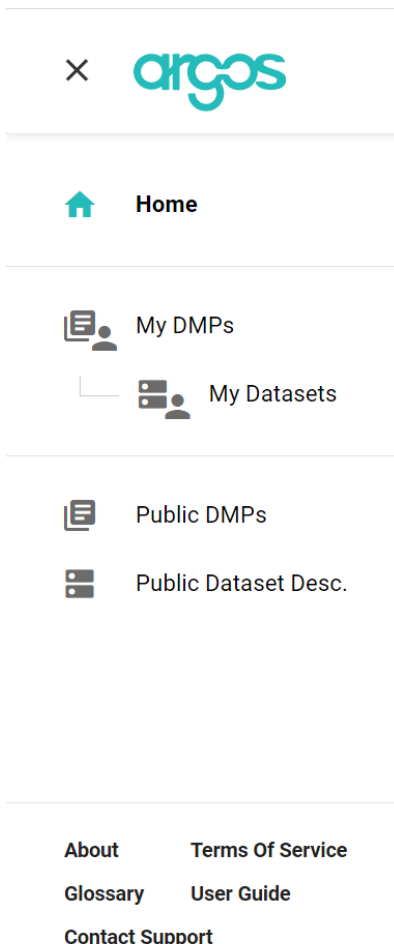 argos
Home
My DMPs
My Datasets
Public DMPs
Public Dataset Desc.
About Terms Of Service
Glossary User Guide
Contact Support